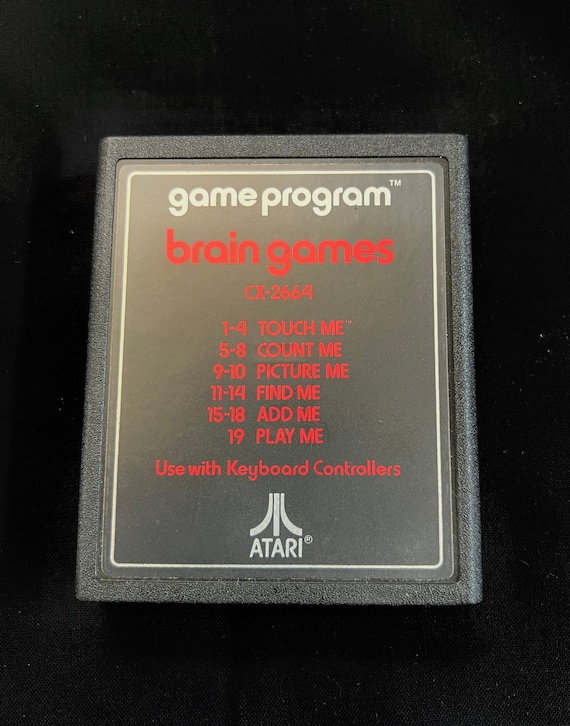 game program™
brain games
CX-2664
1-4 TOUCH ME™
5-8 COUNT ME
9-10 PICTURE ME
11-14 FIND ME
15-18 ADD ME
19 PLAY ME
Use with Keyboard Controllers
ATARI®